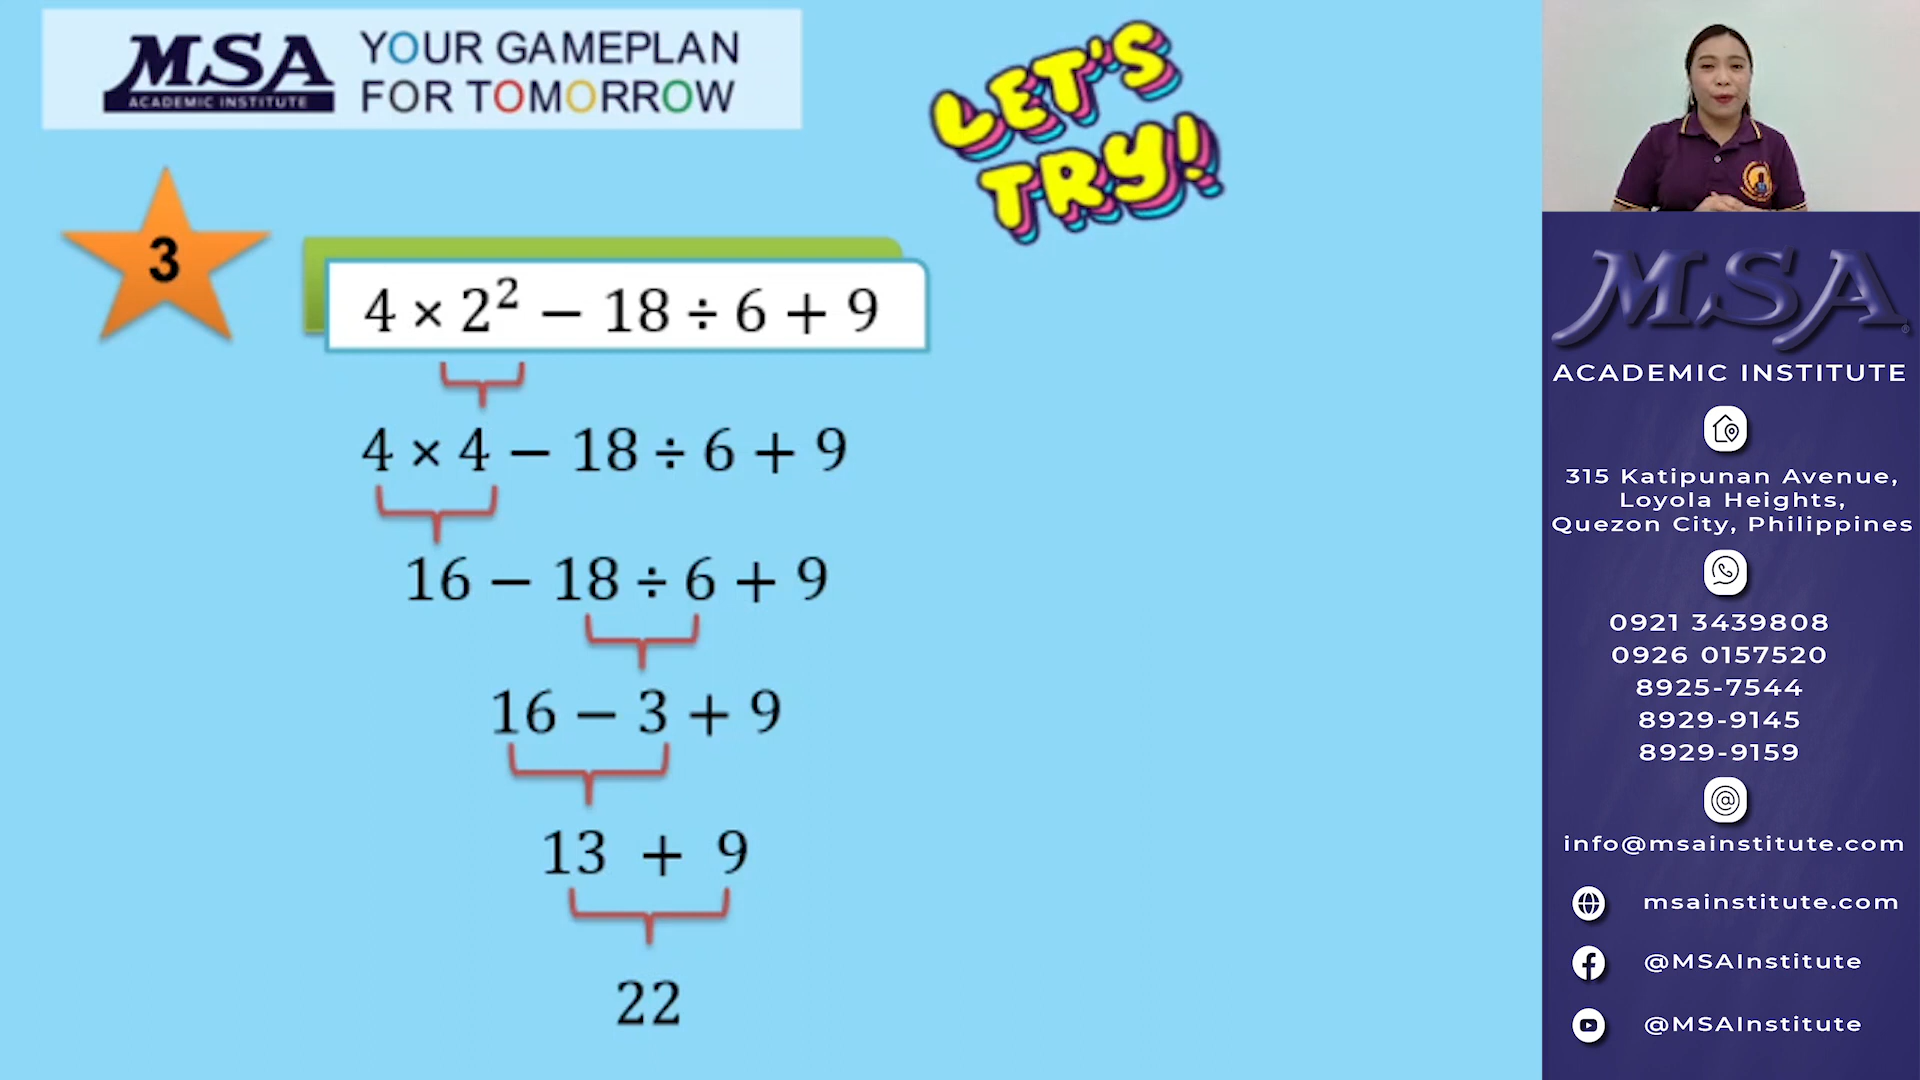 MSA
ACADEMIC INSTITUTE
YOUR GAMEPLAN
FOR TOMORROW
LET'S
TRY!
3
4 × 2² − 18 ÷ 6 + 9
4 × 4 − 18 ÷ 6 + 9
16 − 18 ÷ 6 + 9
16 − 3 + 9
13 + 9
22
MSA®
ACADEMIC INSTITUTE
315 Katipunan Avenue,
Loyola Heights,
Quezon City, Philippines
0921 3439808
0926 0157520
8925-7544
8929-9145
8929-9159
info@msainstitute.com
msainstitute.com
@MSAInstitute
@MSAInstitute